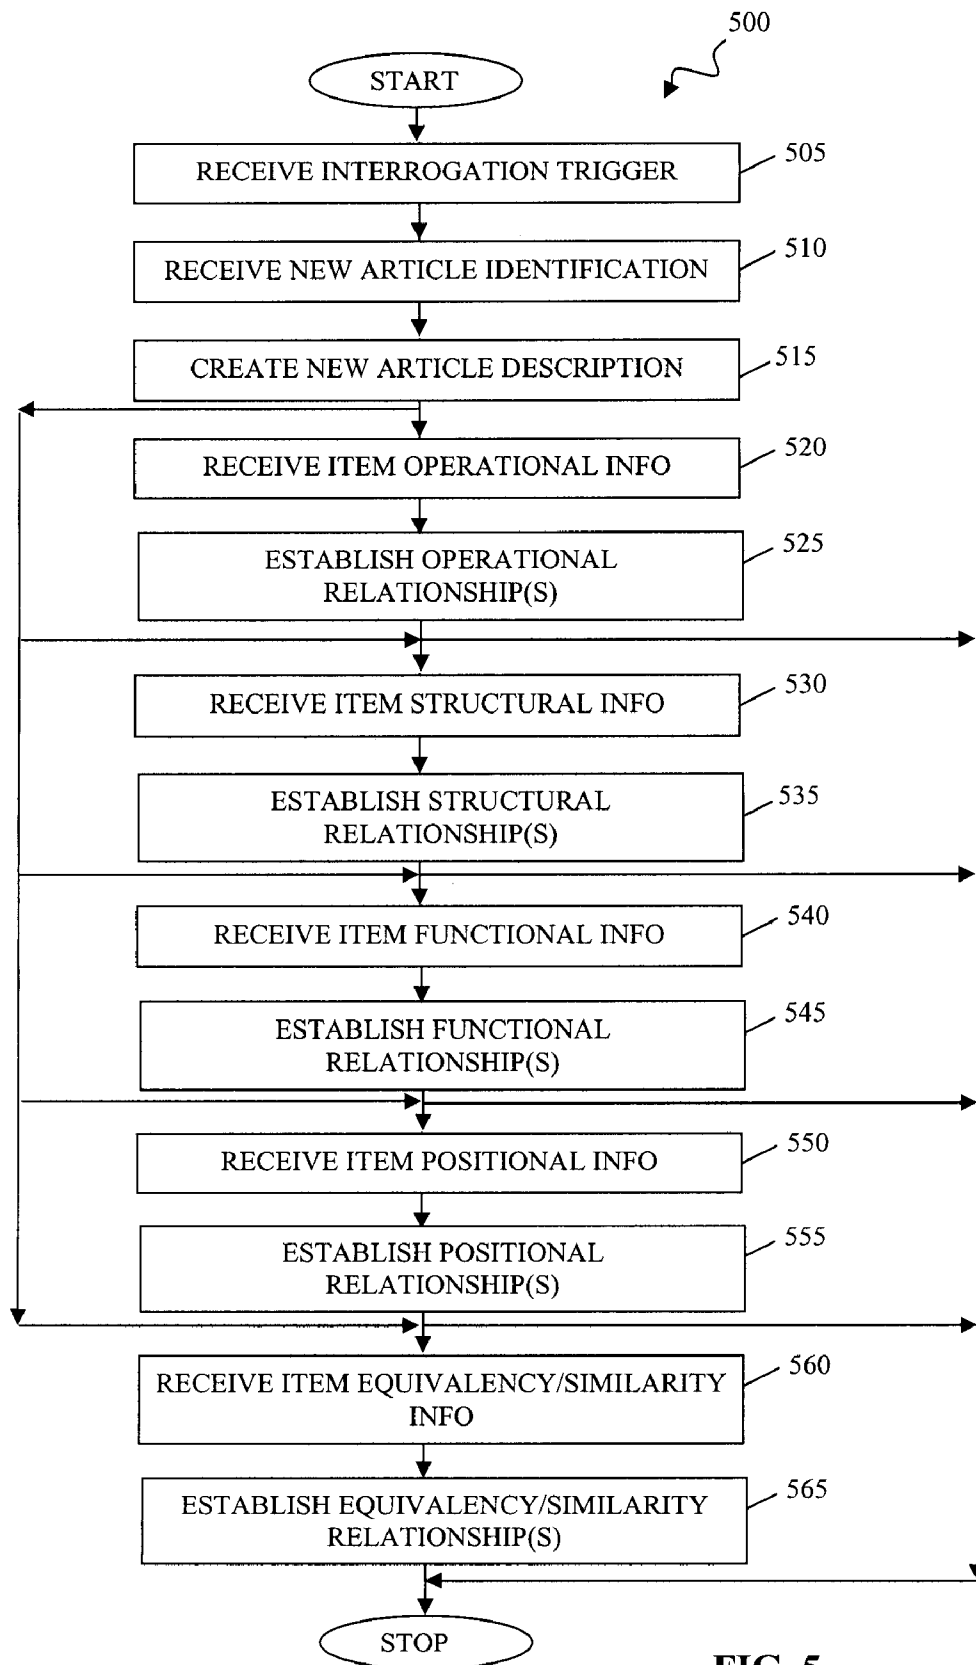 500
START
RECEIVE INTERROGATION TRIGGER
505
RECEIVE NEW ARTICLE IDENTIFICATION
510
CREATE NEW ARTICLE DESCRIPTION
515
RECEIVE ITEM OPERATIONAL INFO
520
ESTABLISH OPERATIONAL
RELATIONSHIP(S)
525
RECEIVE ITEM STRUCTURAL INFO
530
ESTABLISH STRUCTURAL
RELATIONSHIP(S)
535
RECEIVE ITEM FUNCTIONAL INFO
540
ESTABLISH FUNCTIONAL
RELATIONSHIP(S)
545
RECEIVE ITEM POSITIONAL INFO
550
ESTABLISH POSITIONAL
RELATIONSHIP(S)
555
RECEIVE ITEM EQUIVALENCY/SIMILARITY
INFO
560
ESTABLISH EQUIVALENCY/SIMILARITY
RELATIONSHIP(S)
565
STOP
FIG. 5